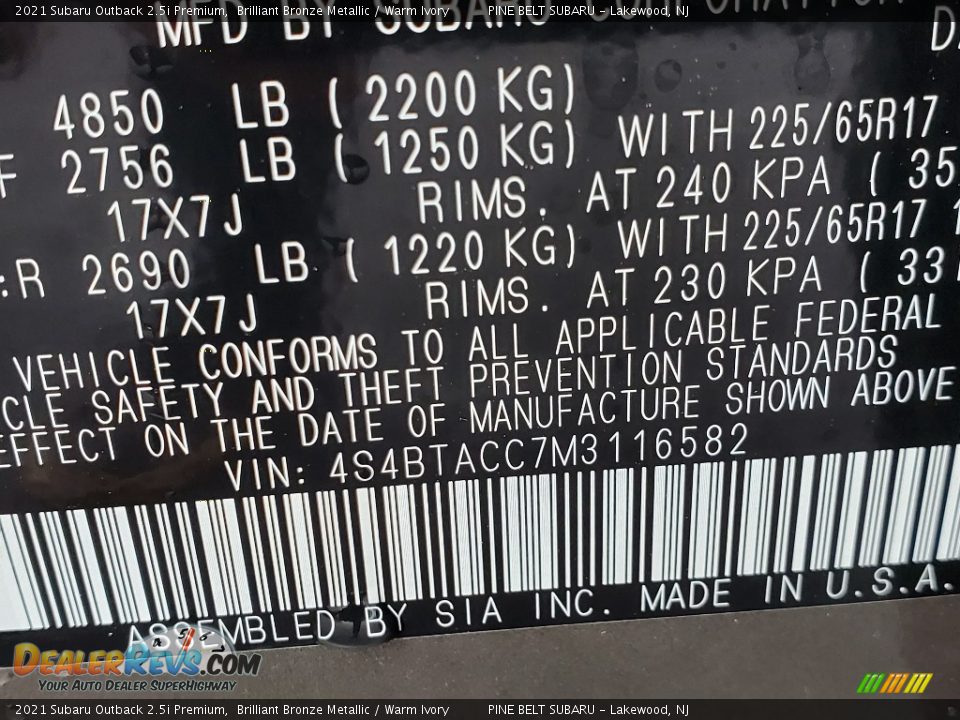 2021 Subaru Outback 2.5i Premium, Brilliant Bronze Metallic / Warm Ivory PINE BELT SUBARU - Lakewood, NJ
MFD BY SUBARU
4850 LB ( 2200 KG)
F 2756 LB ( 1250 KG) WITH 225/65R17
17X7J RIMS. AT 240 KPA ( 35
:R 2690 LB ( 1220 KG) WITH 225/65R17
17X7J RIMS. AT 230 KPA ( 33
VEHICLE CONFORMS TO ALL APPLICABLE FEDERAL
CLE SAFETY AND THEFT PREVENTION STANDARDS
EFFECT ON THE DATE OF MANUFACTURE SHOWN ABOVE
VIN: 4S4BTACC7M3116582
ASSEMBLED BY SIA INC. MADE IN U.S.A.
DEALERREVS.COM
YOUR AUTO DEALER SUPERHIGHWAY
2021 Subaru Outback 2.5i Premium, Brilliant Bronze Metallic / Warm Ivory PINE BELT SUBARU - Lakewood, NJ